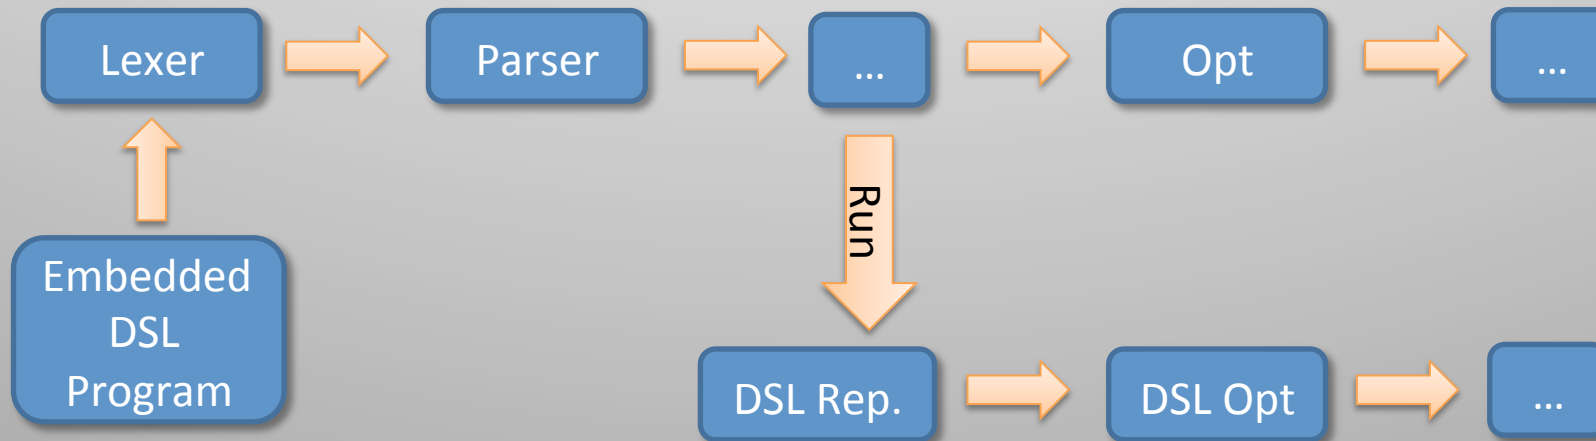 Lexer
Parser
...
Opt
...
Run
Embedded
DSL
Program
DSL Rep.
DSL Opt
...